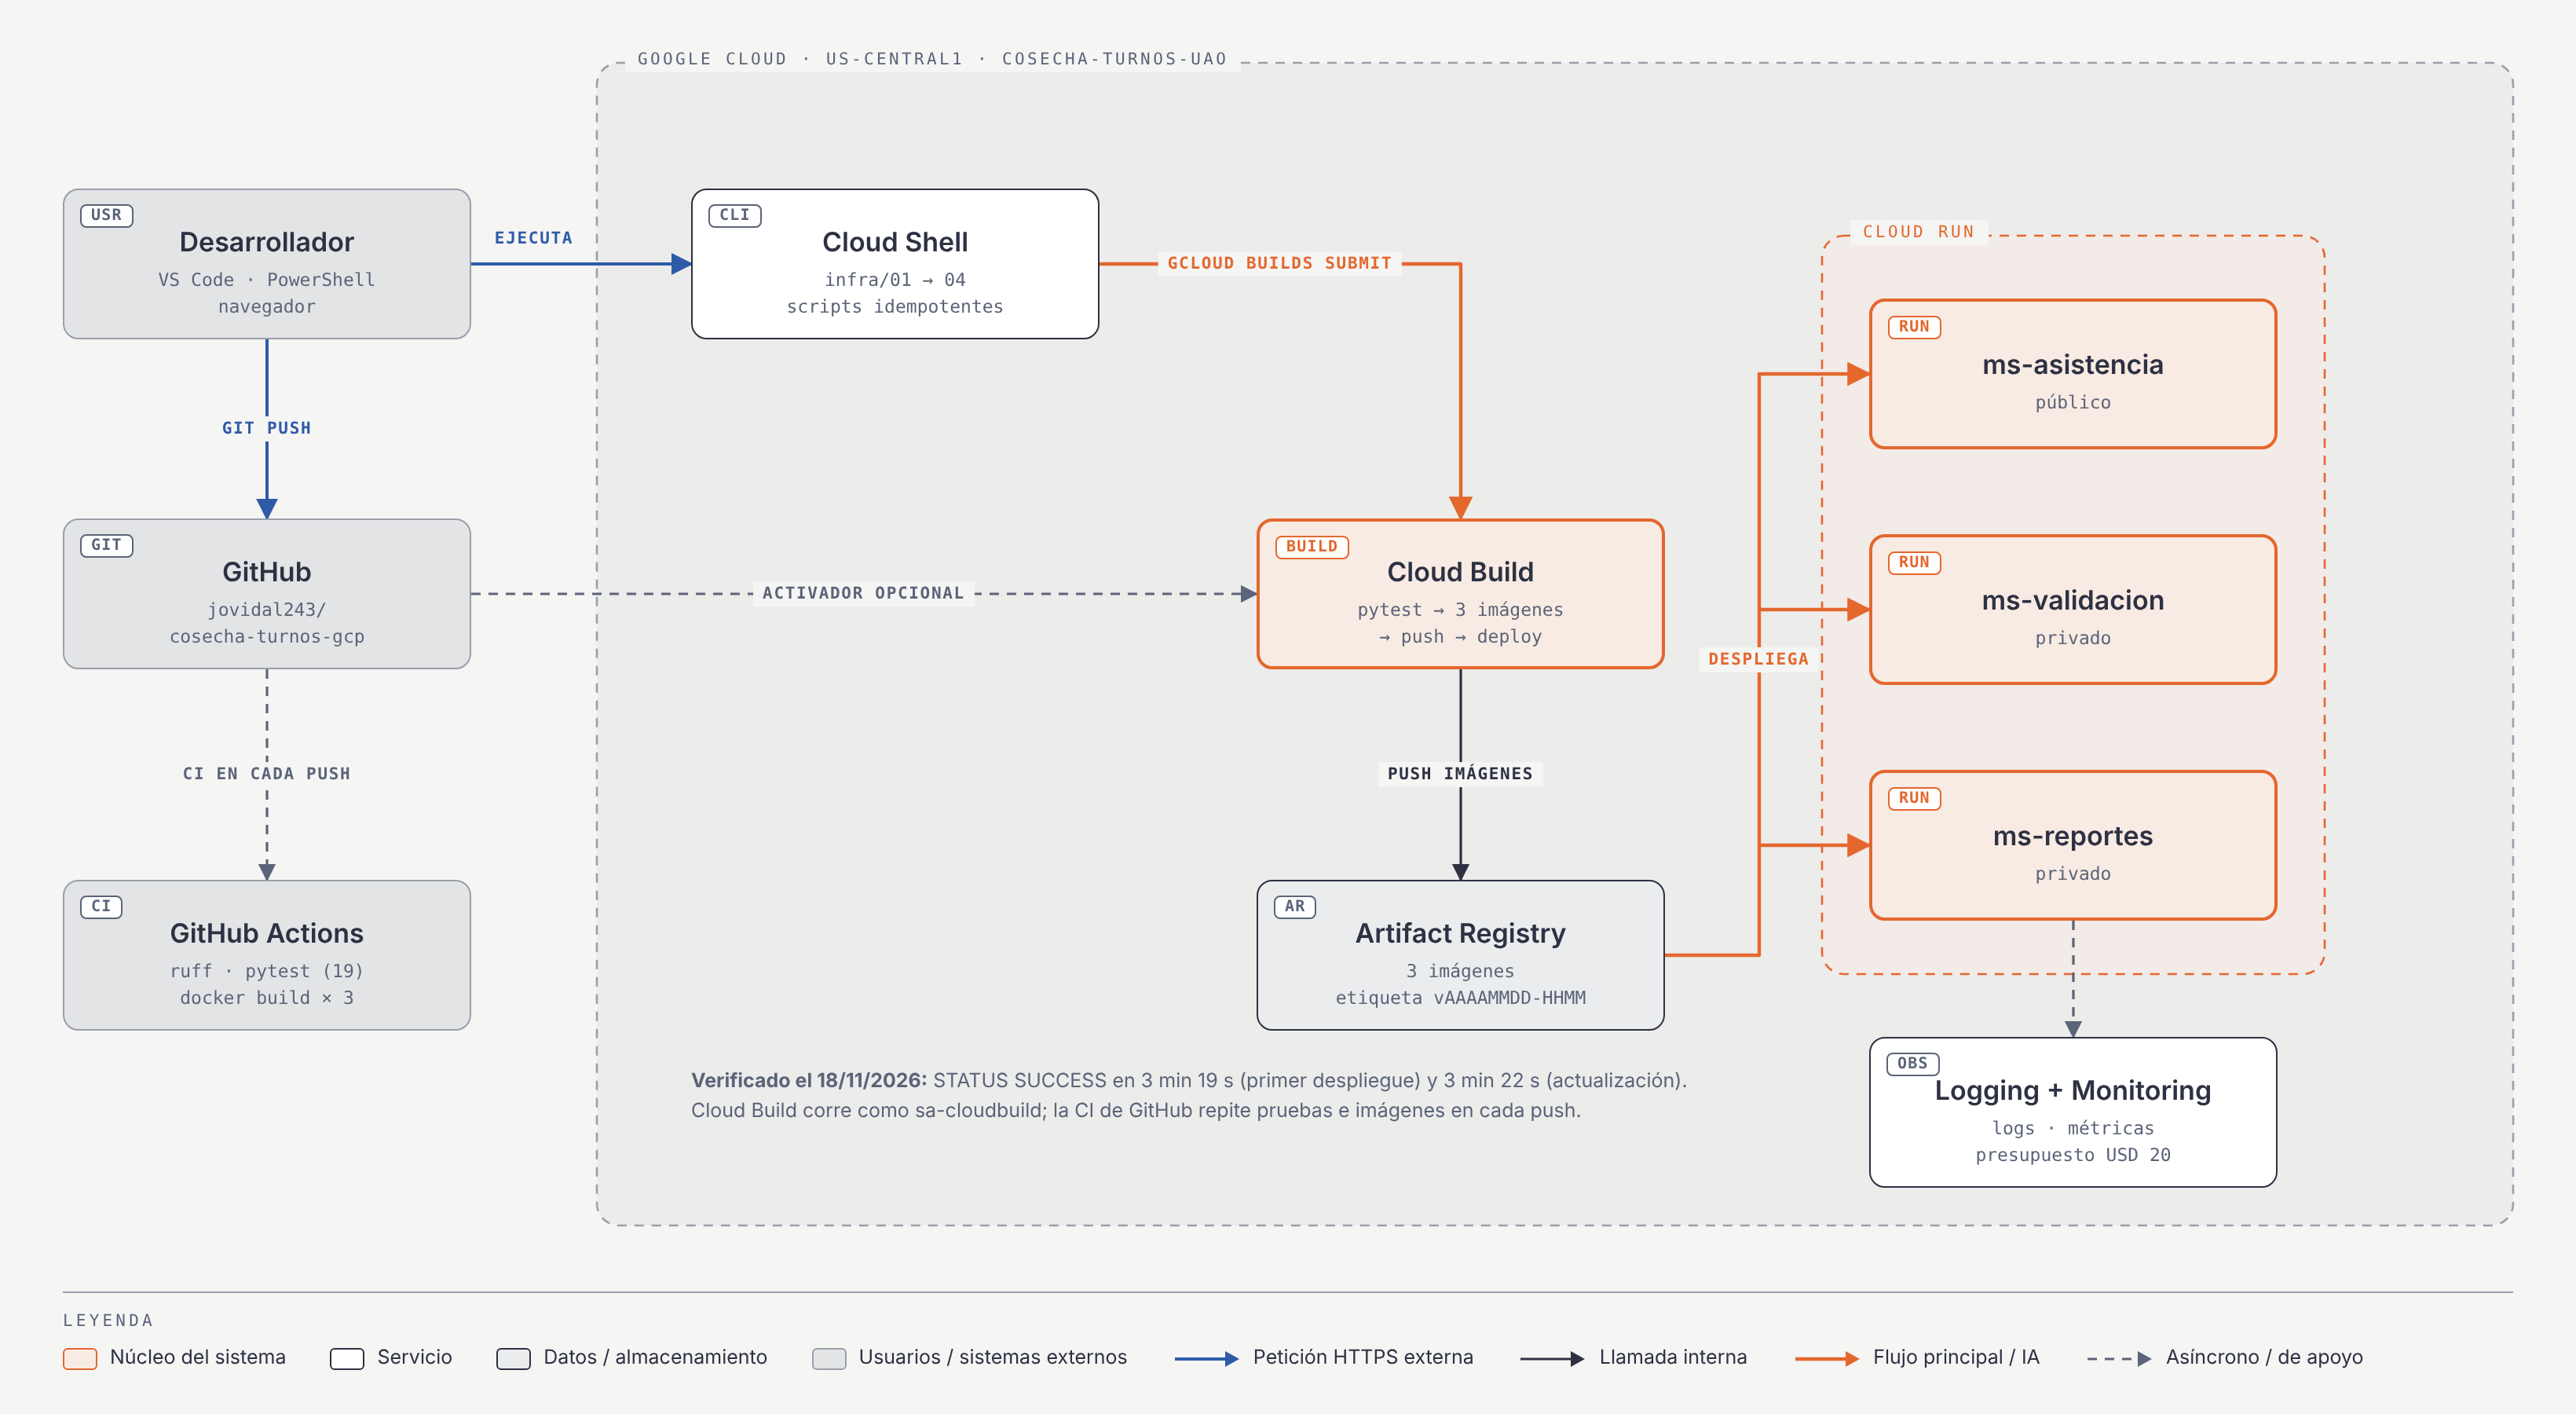 GOOGLE CLOUD · US-CENTRAL1 · COSECHA-TURNOS-UAO
USR
Desarrollador
VS Code · PowerShell
navegador
EJECUTA
CLI
Cloud Shell
infra/01 → 04
scripts idempotentes
GCLOUD BUILDS SUBMIT
CLOUD RUN
RUN
ms-asistencia
público
GIT PUSH
GIT
GitHub
jovidal243/
cosecha-turnos-gcp
ACTIVADOR OPCIONAL
BUILD
Cloud Build
pytest → 3 imágenes
→ push → deploy
RUN
ms-validacion
privado
DESPLIEGA
CI EN CADA PUSH
PUSH IMÁGENES
RUN
ms-reportes
privado
CI
GitHub Actions
ruff · pytest (19)
docker build × 3
AR
Artifact Registry
3 imágenes
etiqueta vAAAAMMDD-HHMM
OBS
Logging + Monitoring
logs · métricas
presupuesto USD 20
Verificado el 18/11/2026: STATUS SUCCESS en 3 min 19 s (primer despliegue) y 3 min 22 s (actualización).
Cloud Build corre como sa-cloudbuild; la CI de GitHub repite pruebas e imágenes en cada push.
LEYENDA
Núcleo del sistema
Servicio
Datos / almacenamiento
Usuarios / sistemas externos
Petición HTTPS externa
Llamada interna
Flujo principal / IA
Asíncrono / de apoyo